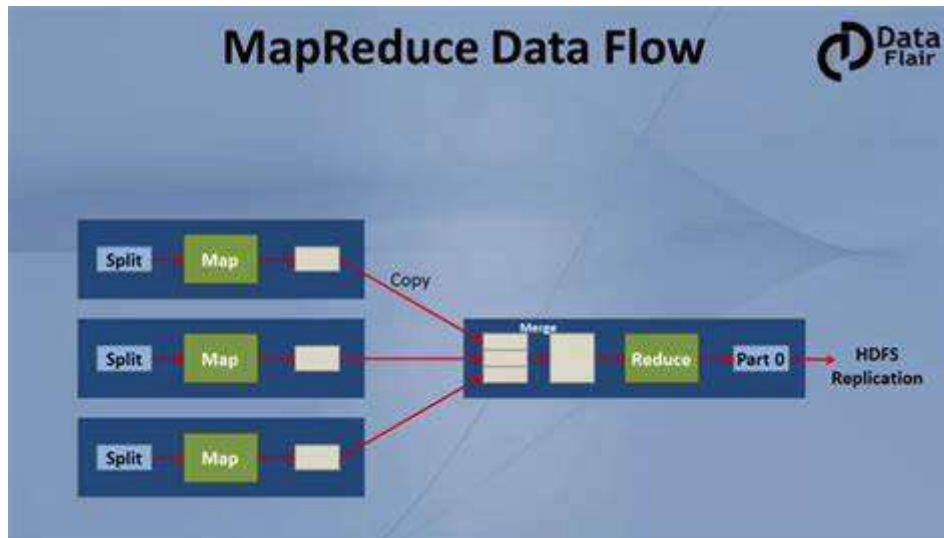 MapReduce Data Flow
Data
Flair
Split
Map
Copy
Split
Map
Merge
Reduce
Part 0
HDFS
Replication
Split
Map